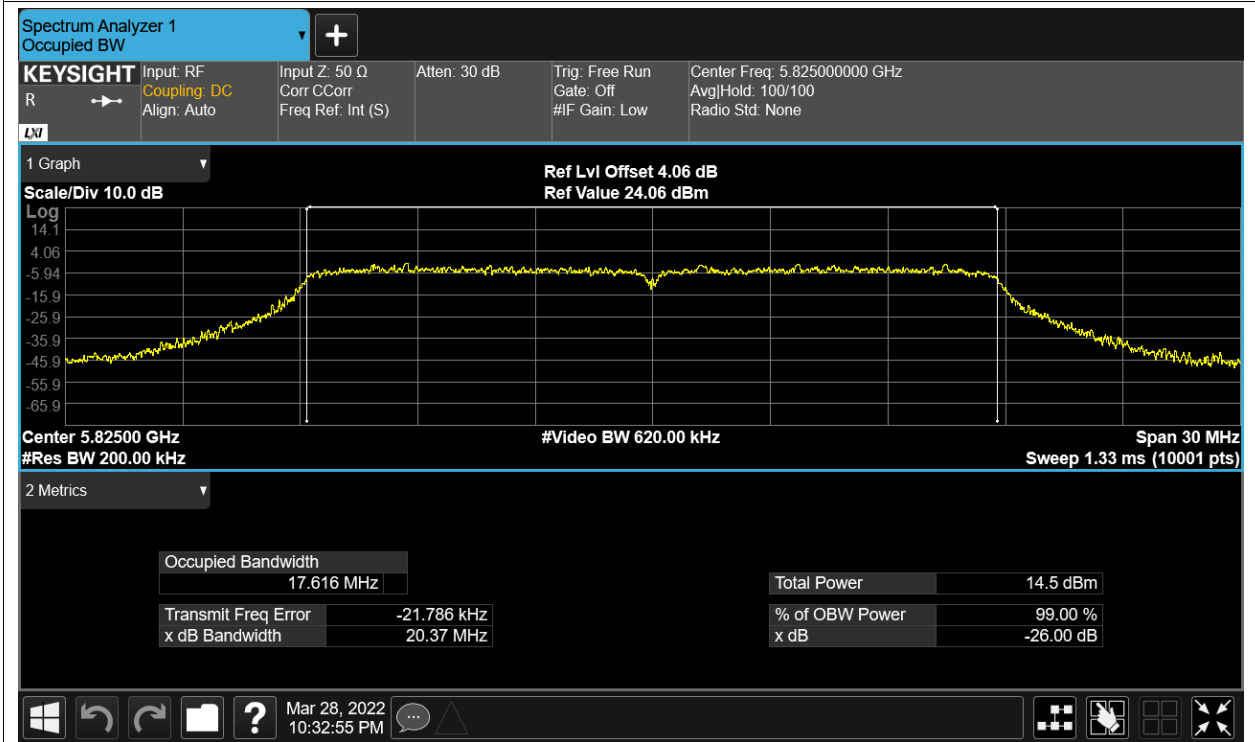 Spectrum Analyzer 1
Occupied BW
KEYSIGHT
R
LXI
Input: RF
Coupling: DC
Align: Auto
Input Z: 50 Ω
Corr CCorr
Freq Ref: Int (S)
Atten: 30 dB
Trig: Free Run
Gate: Off
#IF Gain: Low
Center Freq: 5.825000000 GHz
Avg|Hold: 100/100
Radio Std: None
1 Graph
Scale/Div 10.0 dB
Ref Lvl Offset 4.06 dB
Ref Value 24.06 dBm
Log
14.1
4.06
-5.94
-15.9
-25.9
-35.9
-45.9
-55.9
-65.9
Center 5.82500 GHz
#Video BW 620.00 kHz
Span 30 MHz
#Res BW 200.00 kHz
Sweep 1.33 ms (10001 pts)
2 Metrics
Occupied Bandwidth
17.616 MHz
Transmit Freq Error -21.786 kHz
x dB Bandwidth 20.37 MHz
Total Power 14.5 dBm
% of OBW Power 99.00 %
x dB -26.00 dB
?
Mar 28, 2022
10:32:55 PM